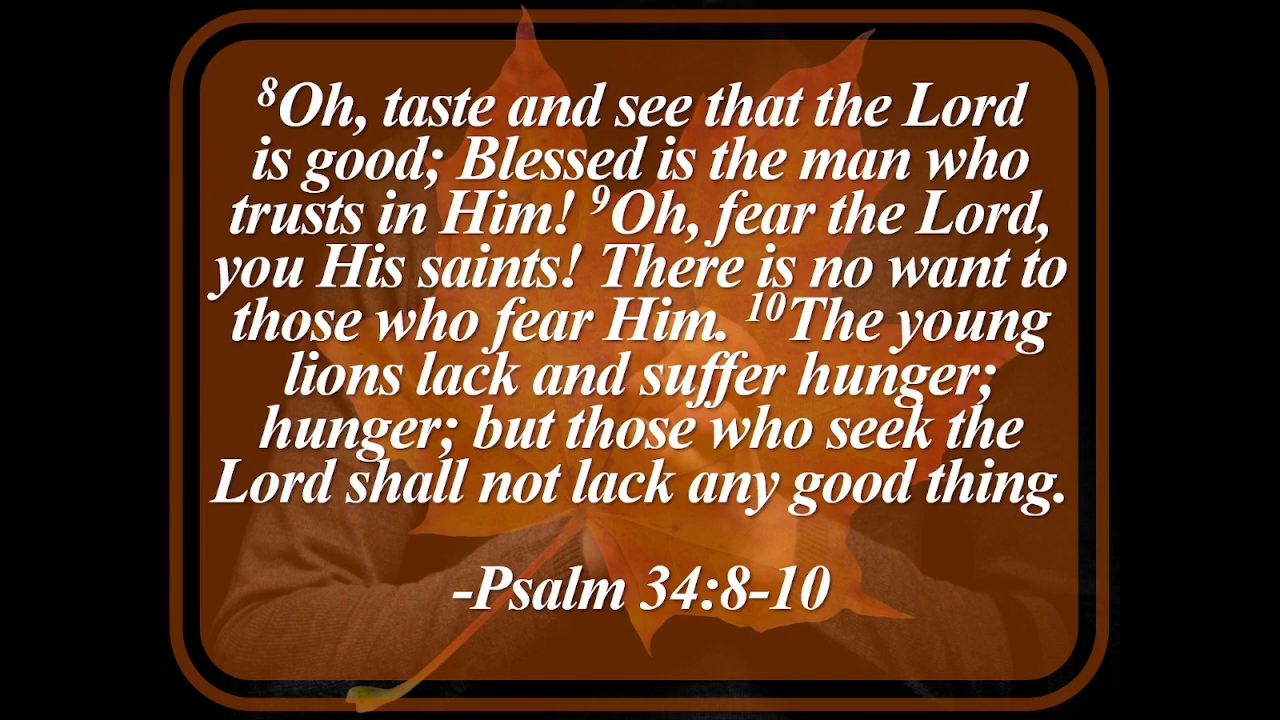 ⁸Oh, taste and see that the Lord
is good; Blessed is the man who
trusts in Him! ⁹Oh, fear the Lord,
you His saints! There is no want to
those who fear Him. ¹⁰The young
lions lack and suffer hunger;
hunger; but those who seek the
Lord shall not lack any good thing.
-Psalm 34:8-10